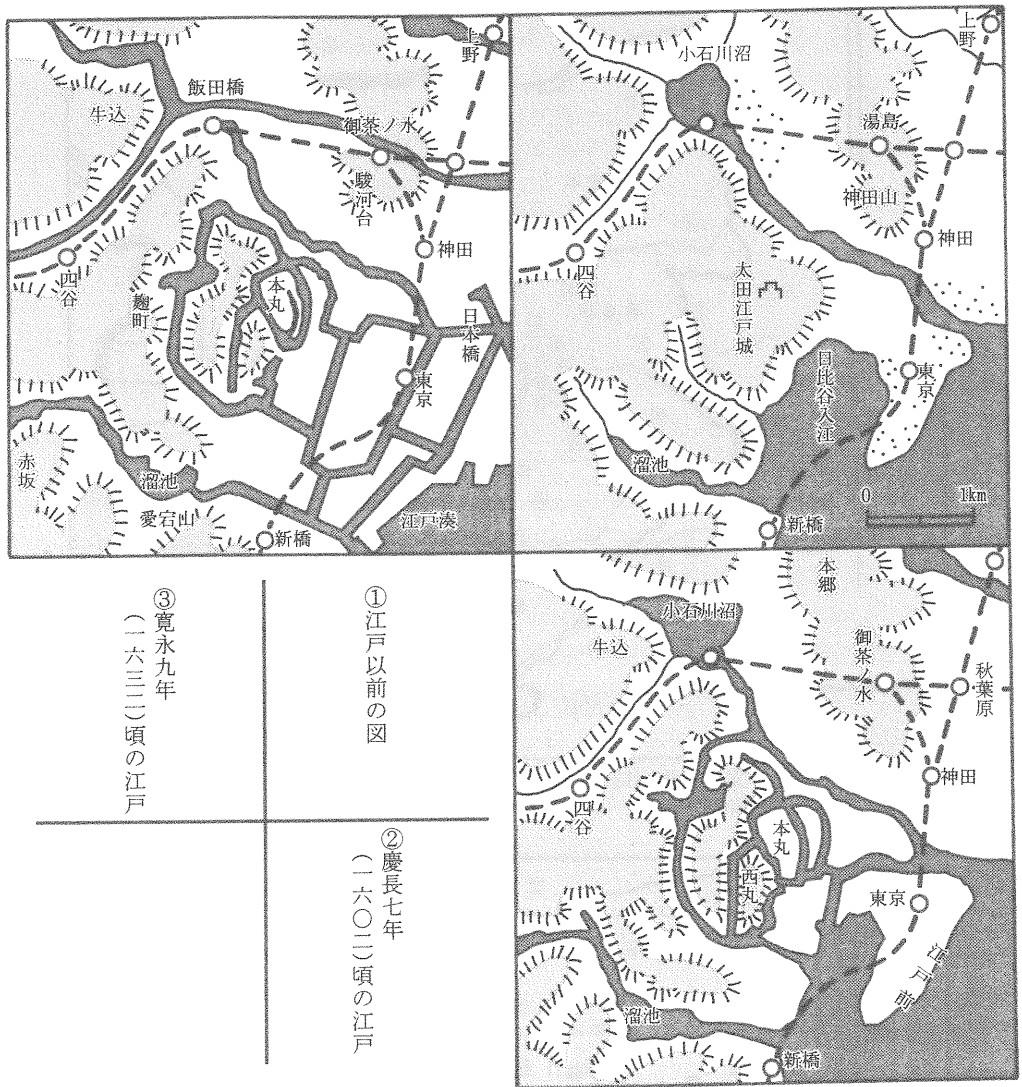 上野
飯田橋
牛込
御茶ノ水
駿河台
神田
四谷
麹町
本丸
日本橋
東京
赤坂
溜池
愛宕山
新橋
江戸湊
上野
小石川沼
湯島
神田山
神田
四谷
太田江戸城
日比谷入江
東京
溜池
0 1km
新橋
本郷
小石川沼
牛込
御茶ノ水
秋葉原
神田
四谷
本丸
西丸
東京
江戸前
溜池
新橋
①江戸以前の図
②慶長七年
(一六〇二)頃の江戸
③寛永九年
(一六三二)頃の江戸